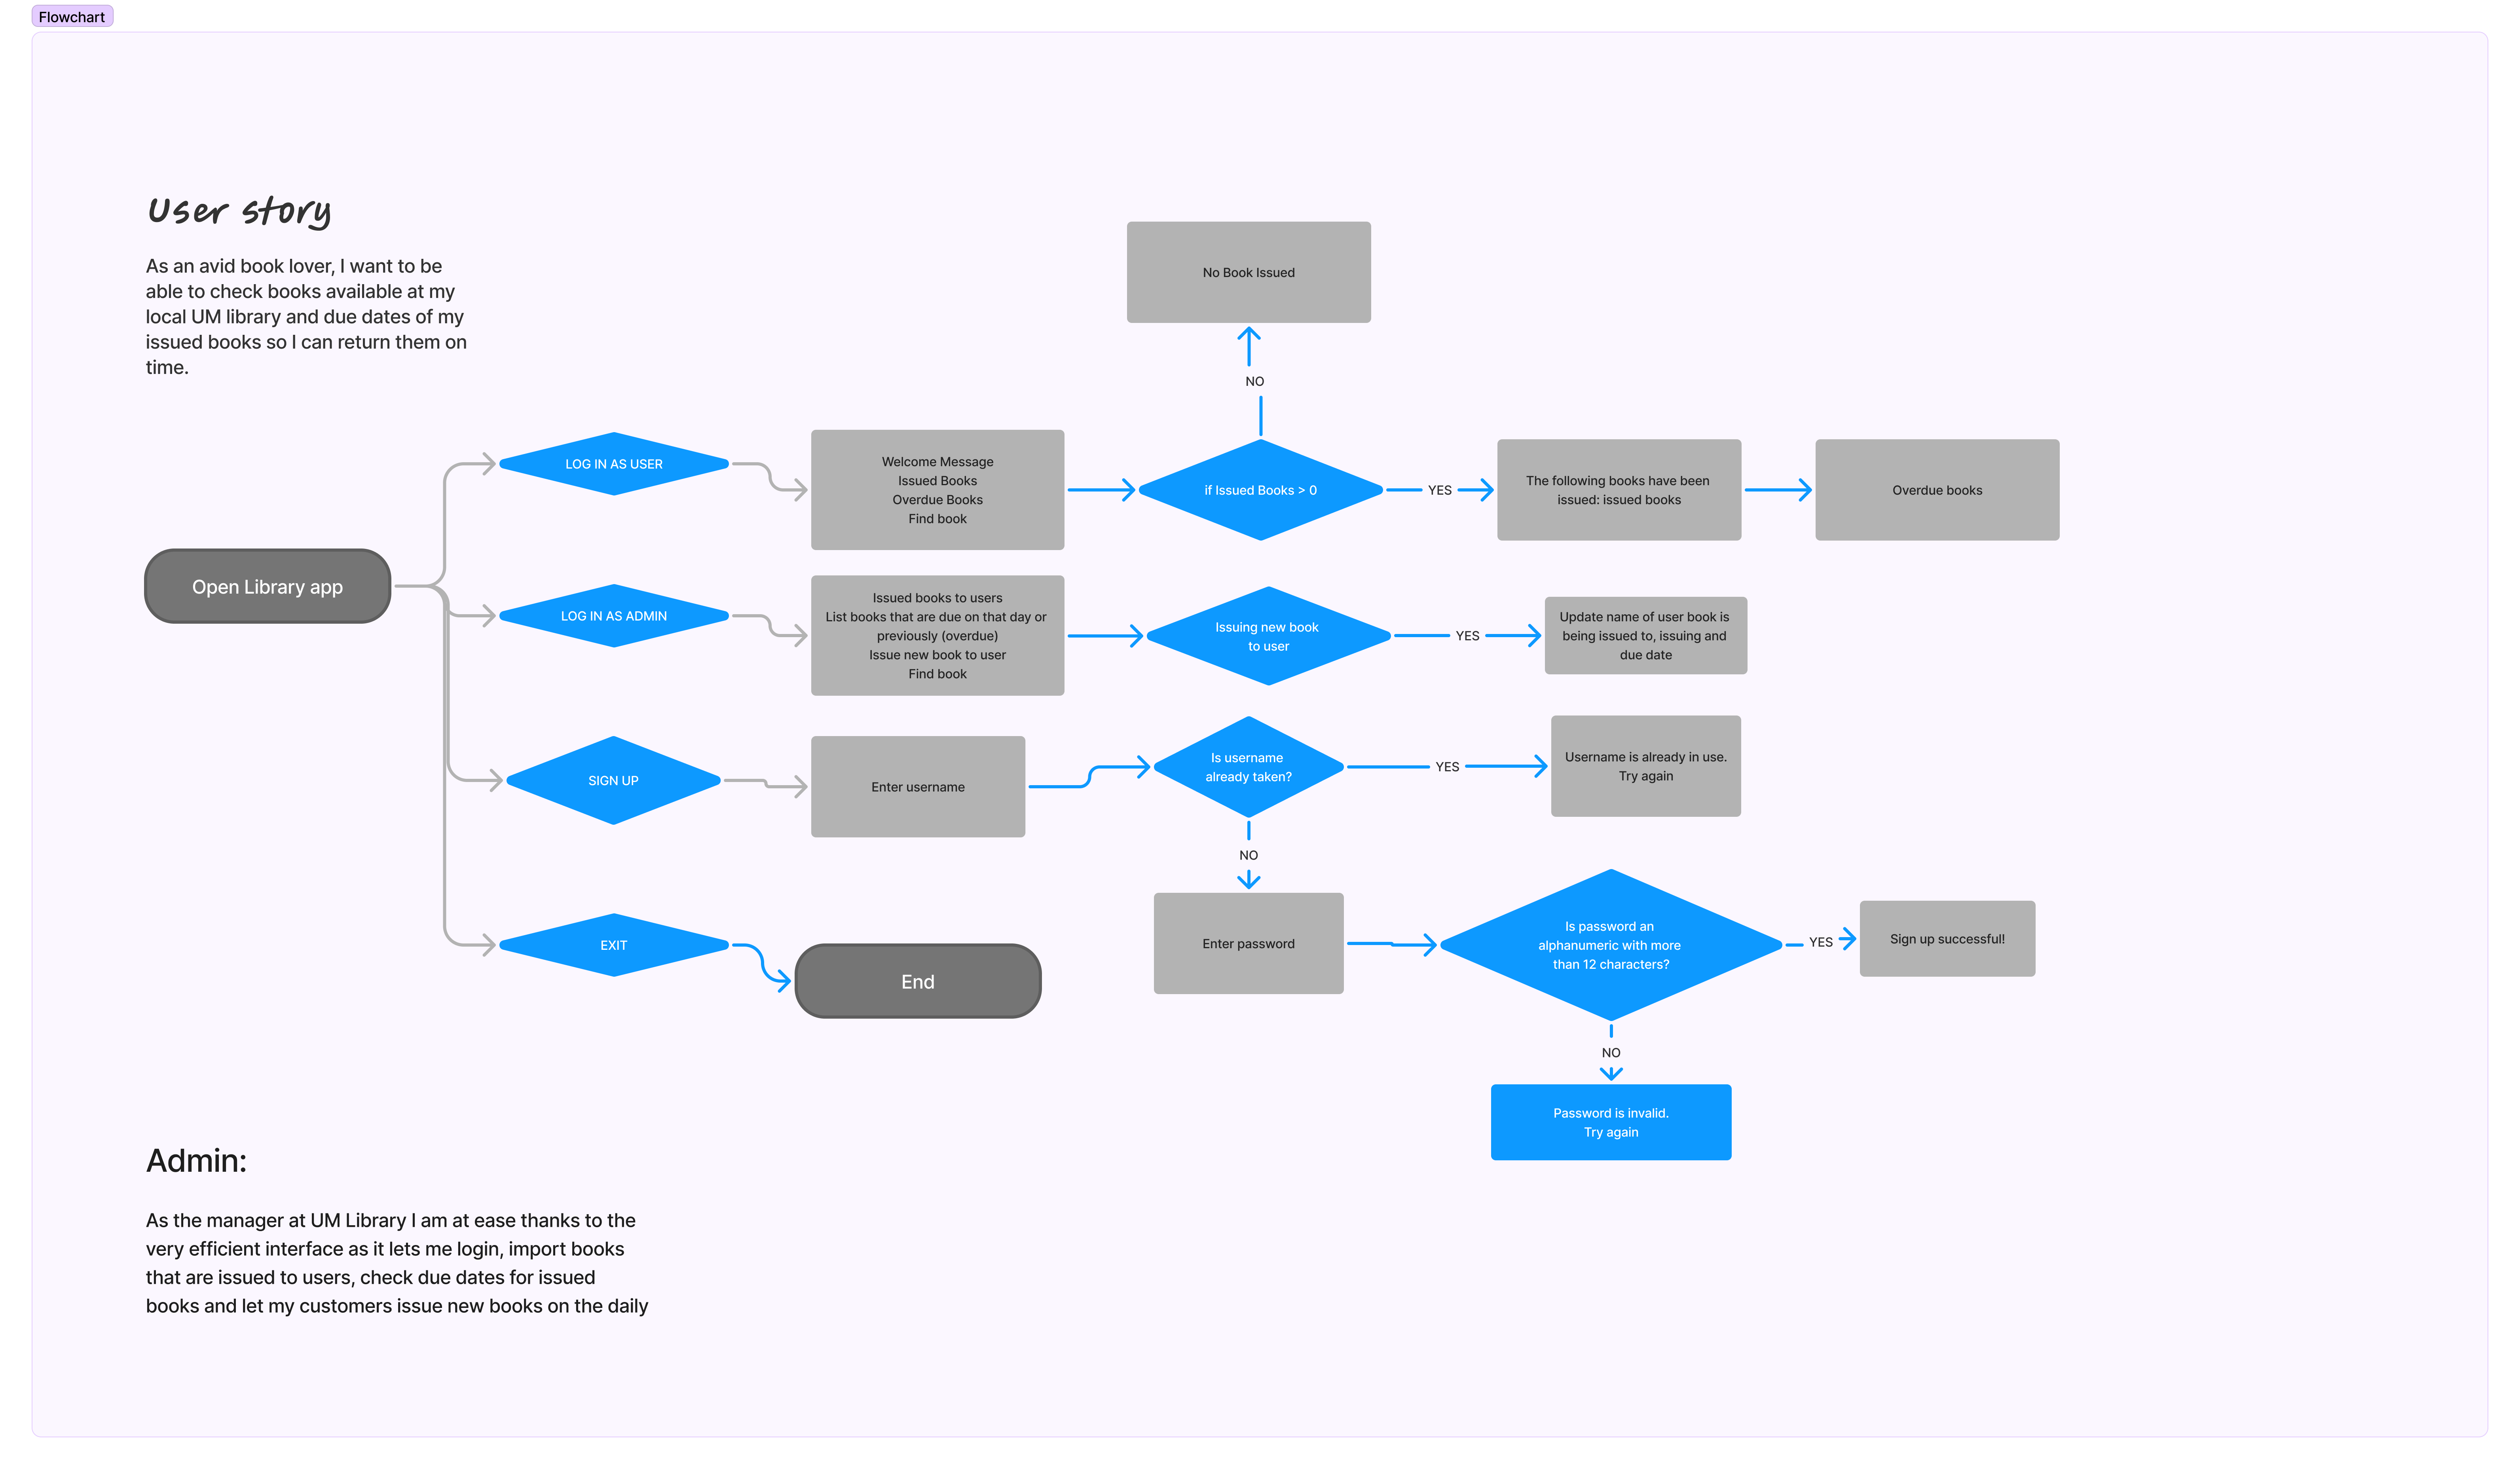 Flowchart
User story
As an avid book lover, I want to be
able to check books available at my
local UM library and due dates of my
issued books so I can return them on
time.
No Book Issued
NO
LOG IN AS USER
Welcome Message
Issued Books
Overdue Books
Find book
if Issued Books > 0
YES
The following books have been
issued: issued books
Overdue books
Open Library app
LOG IN AS ADMIN
Issued books to users
List books that are due on that day or
previously (overdue)
Issue new book to user
Find book
Issuing new book
to user
YES
Update name of user book is
being issued to, issuing and
due date
SIGN UP
Enter username
Is username
already taken?
YES
Username is already in use.
Try again
NO
EXIT
End
Enter password
Is password an
alphanumeric with more
than 12 characters?
YES
Sign up successful!
NO
Password is invalid.
Try again
Admin:
As the manager at UM Library I am at ease thanks to the
very efficient interface as it lets me login, import books
that are issued to users, check due dates for issued
books and let my customers issue new books on the daily